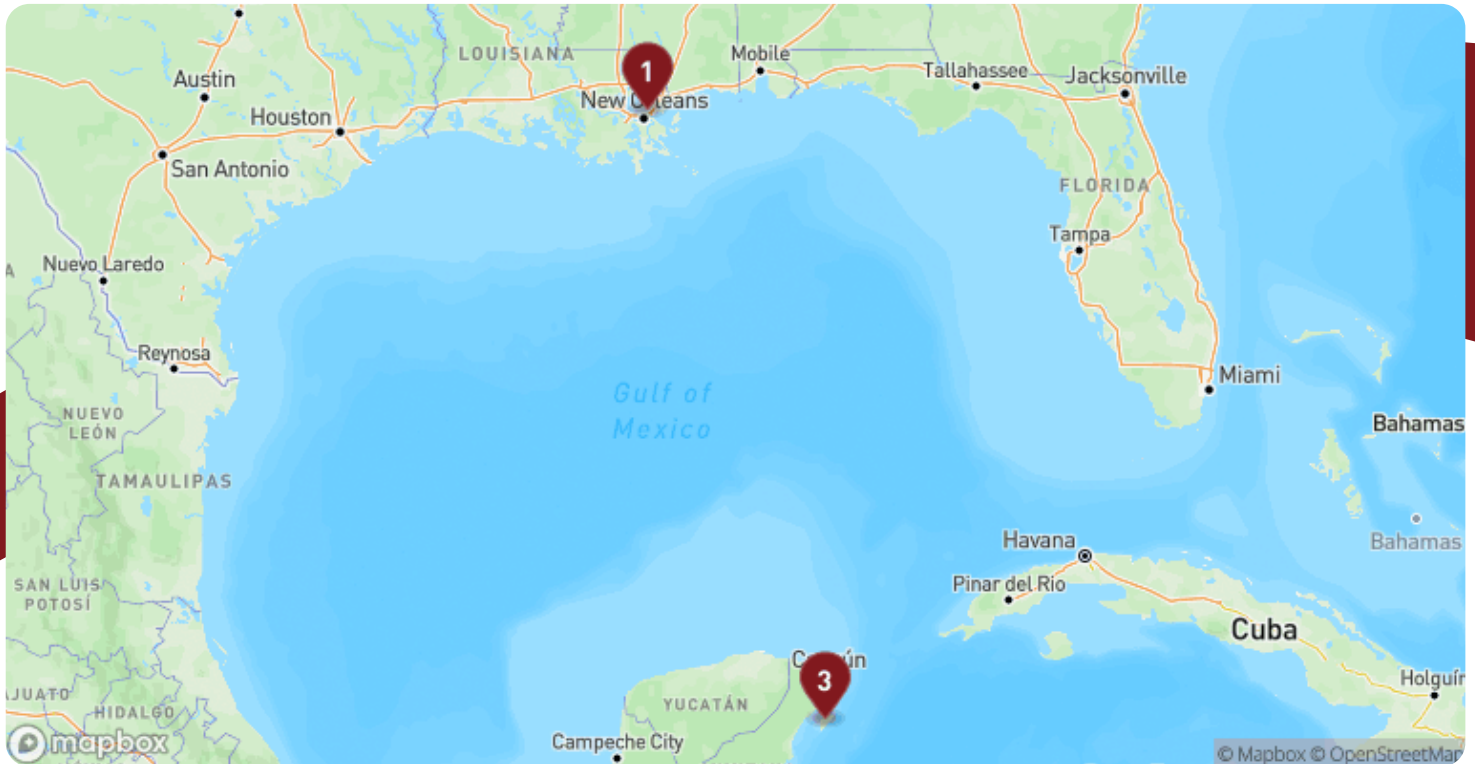 LOUISIANA
Mobile
Austin
Tallahassee
Jacksonville
1
New Orleans
Houston
San Antonio
FLORIDA
Tampa
Nuevo Laredo
Reynosa
Miami
Gulf of
Mexico
NUEVO
LEÓN
Bahamas
TAMAULIPAS
Havana
Bahamas
SAN LUIS
POTOSÍ
Pinar del Río
Cuba
Cancún
3
Holguín
AJUATO
YUCATÁN
HIDALGO
Campeche City
mapbox
© Mapbox © OpenStreetMap